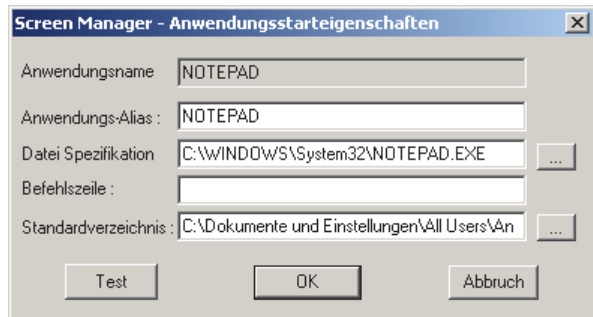 Screen Manager - Anwendungsstarteigenschaften
Anwendungsname NOTEPAD
Anwendungs-Alias : NOTEPAD
Datei Spezifikation C:\WINDOWS\System32\NOTEPAD.EXE ...
Befehlszeile :
Standardverzeichnis : C:\Dokumente und Einstellungen\All Users\An ...
Test OK Abbruch